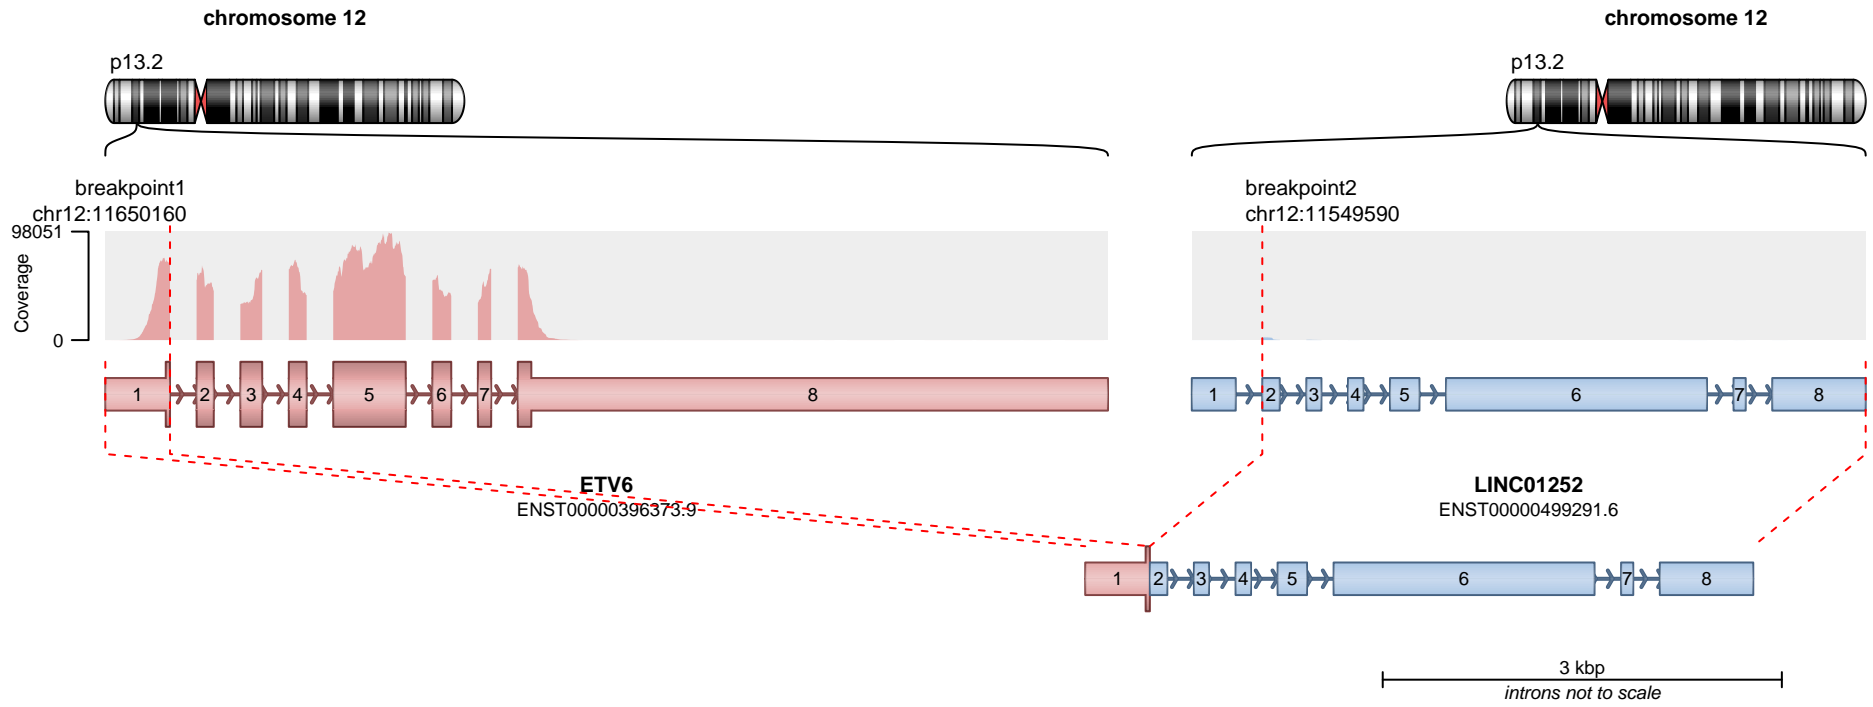 chromosome 12
chromosome 12
p13.2
p13.2
breakpoint1
chr12:11650160
breakpoint2
chr12:11549590
98051
Coverage
0
1 2 3 4 5 6 7 8
1 2 3 4 5 6 7 8
ETV6
ENST00000396373.9
LINC01252
ENST00000499291.6
1 2 3 4 5 6 7 8
3 kbp
introns not to scale